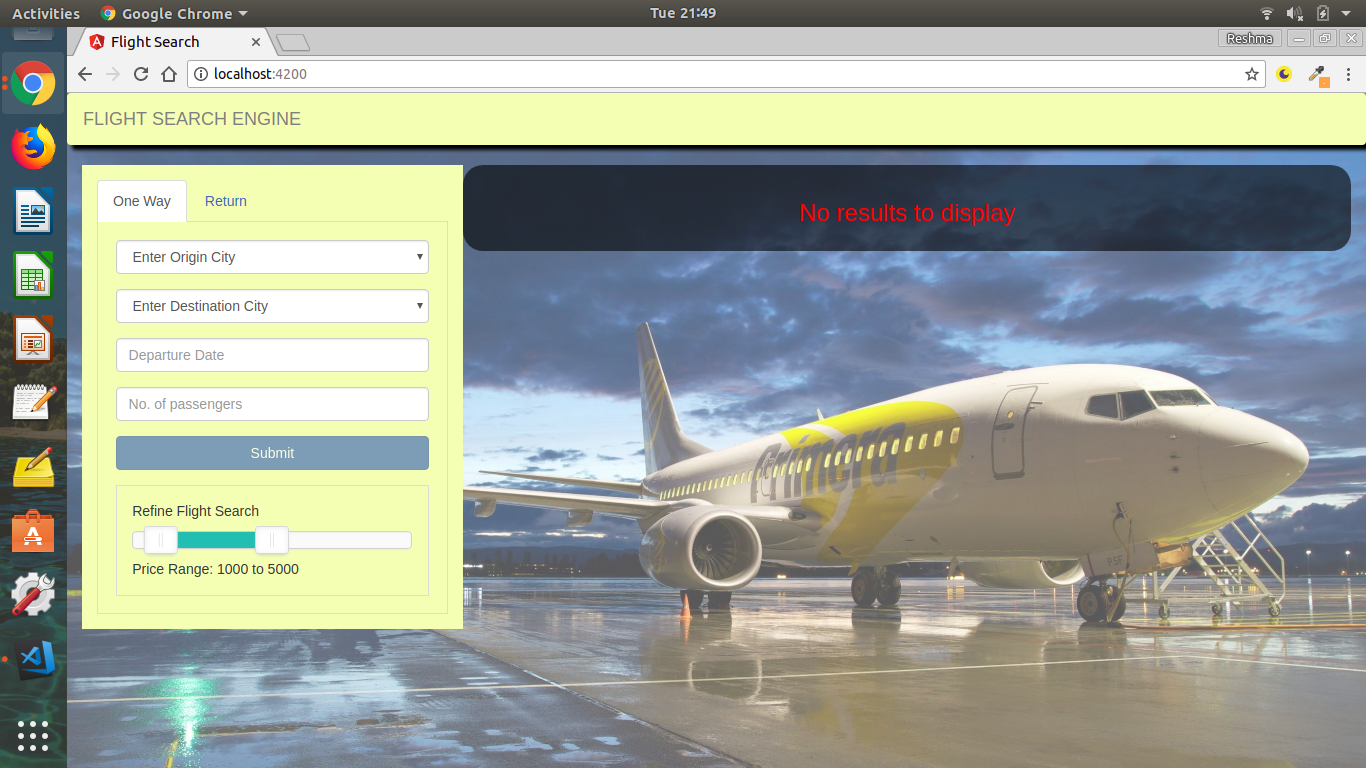 Activities Google Chrome Tue 21:49
Flight Search Reshma
localhost:4200
FLIGHT SEARCH ENGINE
One Way Return
No results to display
Enter Origin City
Enter Destination City
Departure Date
No. of passengers
Submit
Refine Flight Search
Price Range: 1000 to 5000